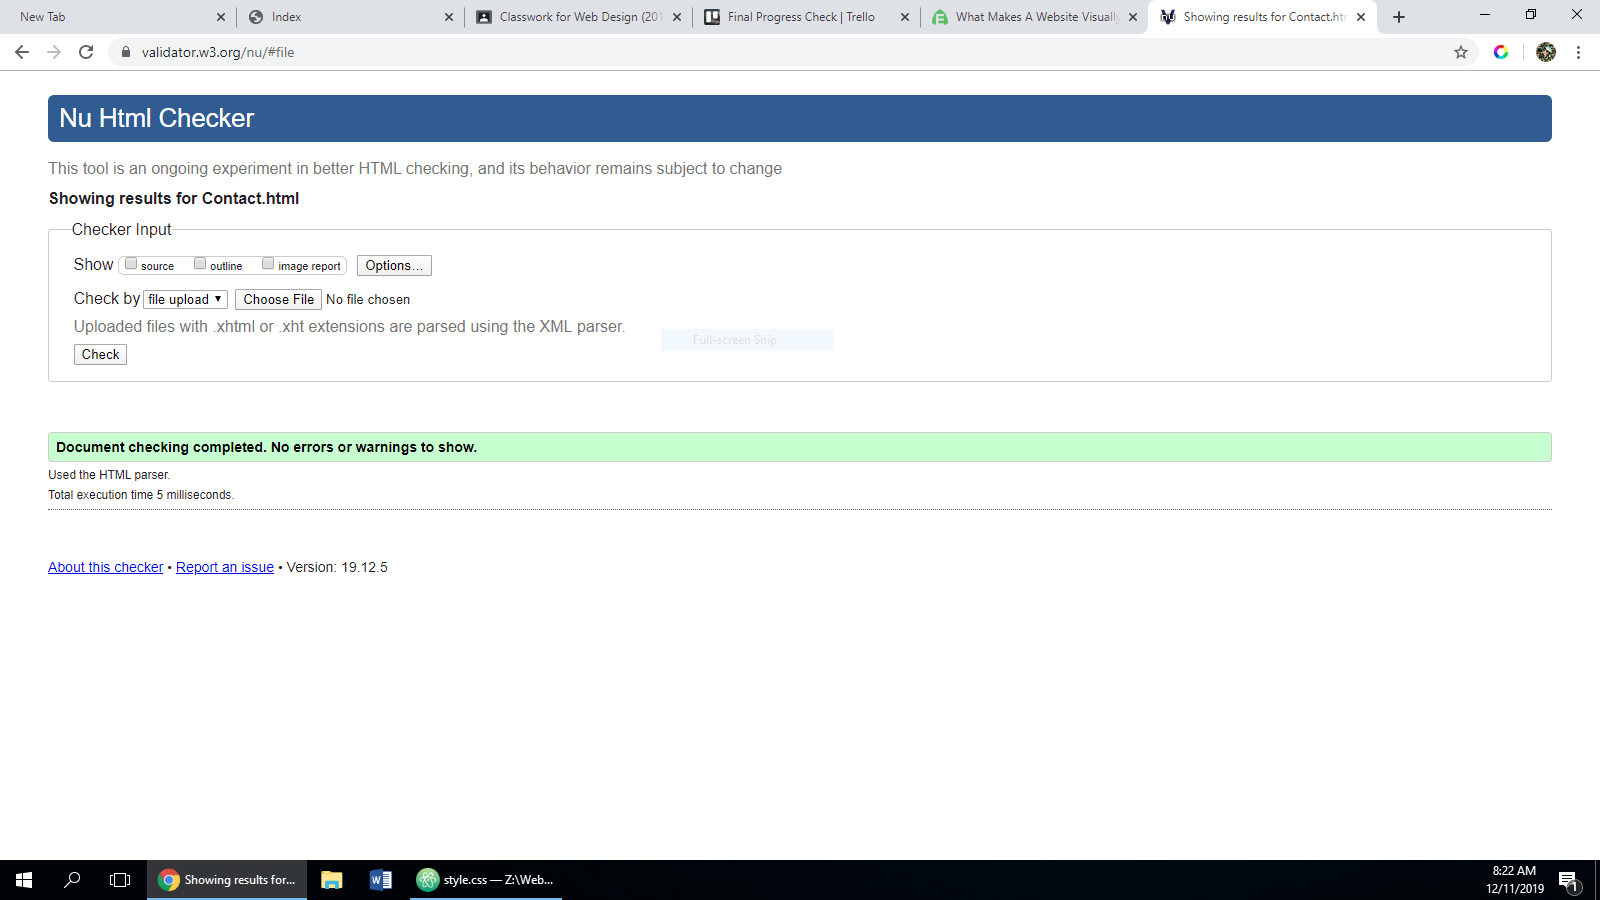 New Tab
Index
Classwork for Web Design (201
Final Progress Check | Trello
What Makes A Website Visually
Showing results for Contact.htm
validator.w3.org/nu/#file
Nu Html Checker
This tool is an ongoing experiment in better HTML checking, and its behavior remains subject to change
Showing results for Contact.html
Checker Input
Show source outline image report Options...
Check by file upload Choose File No file chosen
Uploaded files with .xhtml or .xht extensions are parsed using the XML parser.
Full-screen Snip
Check
Document checking completed. No errors or warnings to show.
Used the HTML parser.
Total execution time 5 milliseconds.
About this checker • Report an issue • Version: 19.12.5
Showing results for...
style.css — Z:\Web...
8:22 AM
12/11/2019
1